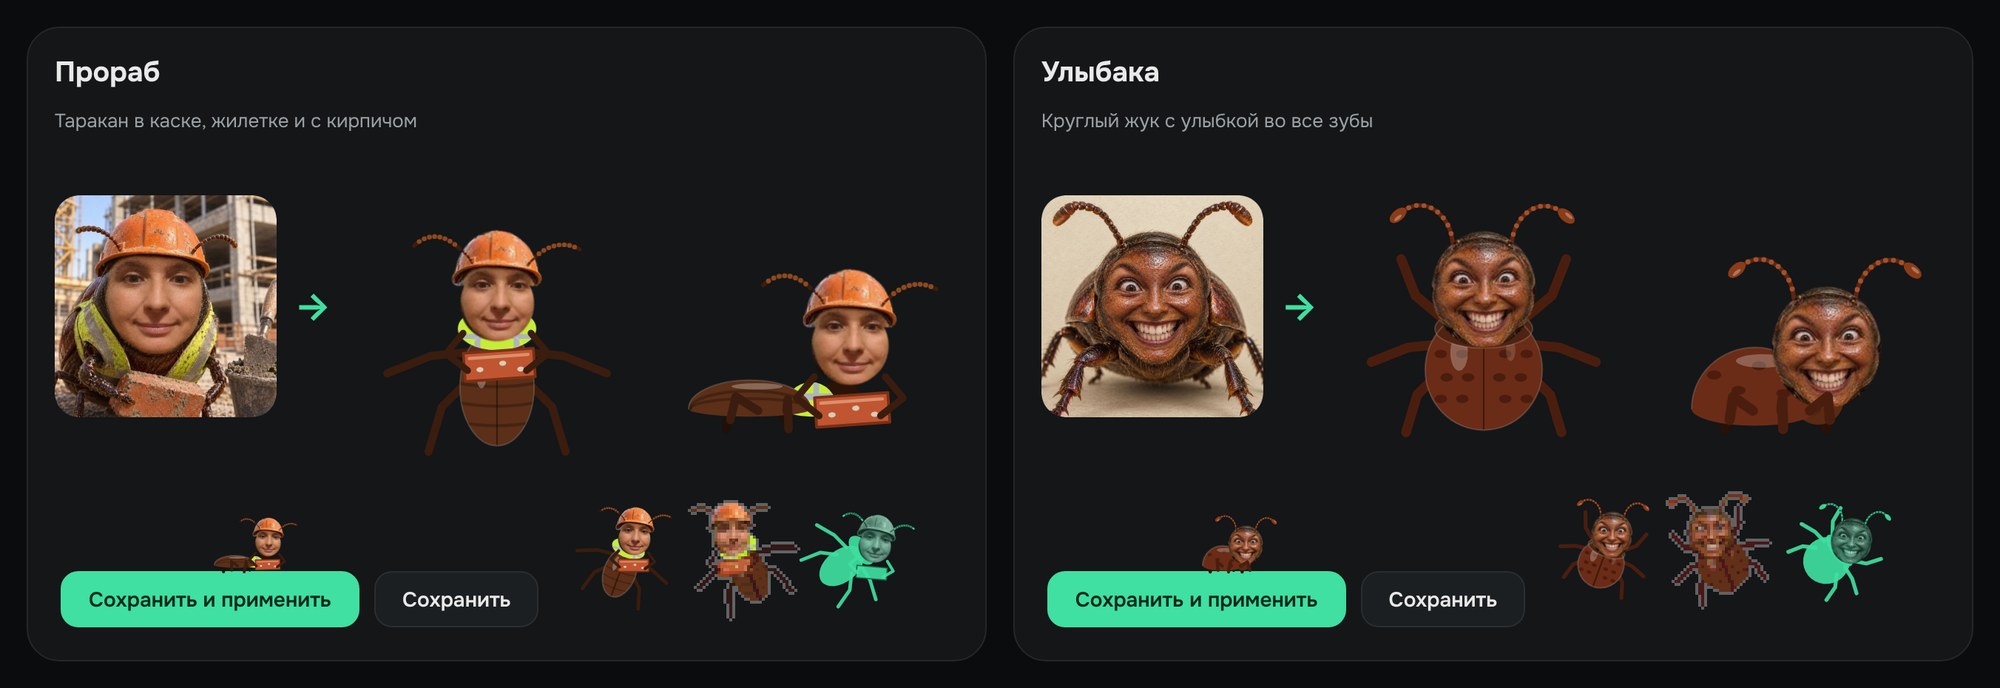 Прораб
Таракан в каске, жилетке и с кирпичом
Сохранить и применить
Сохранить
Улыбака
Круглый жук с улыбкой во все зубы
Сохранить и применить
Сохранить